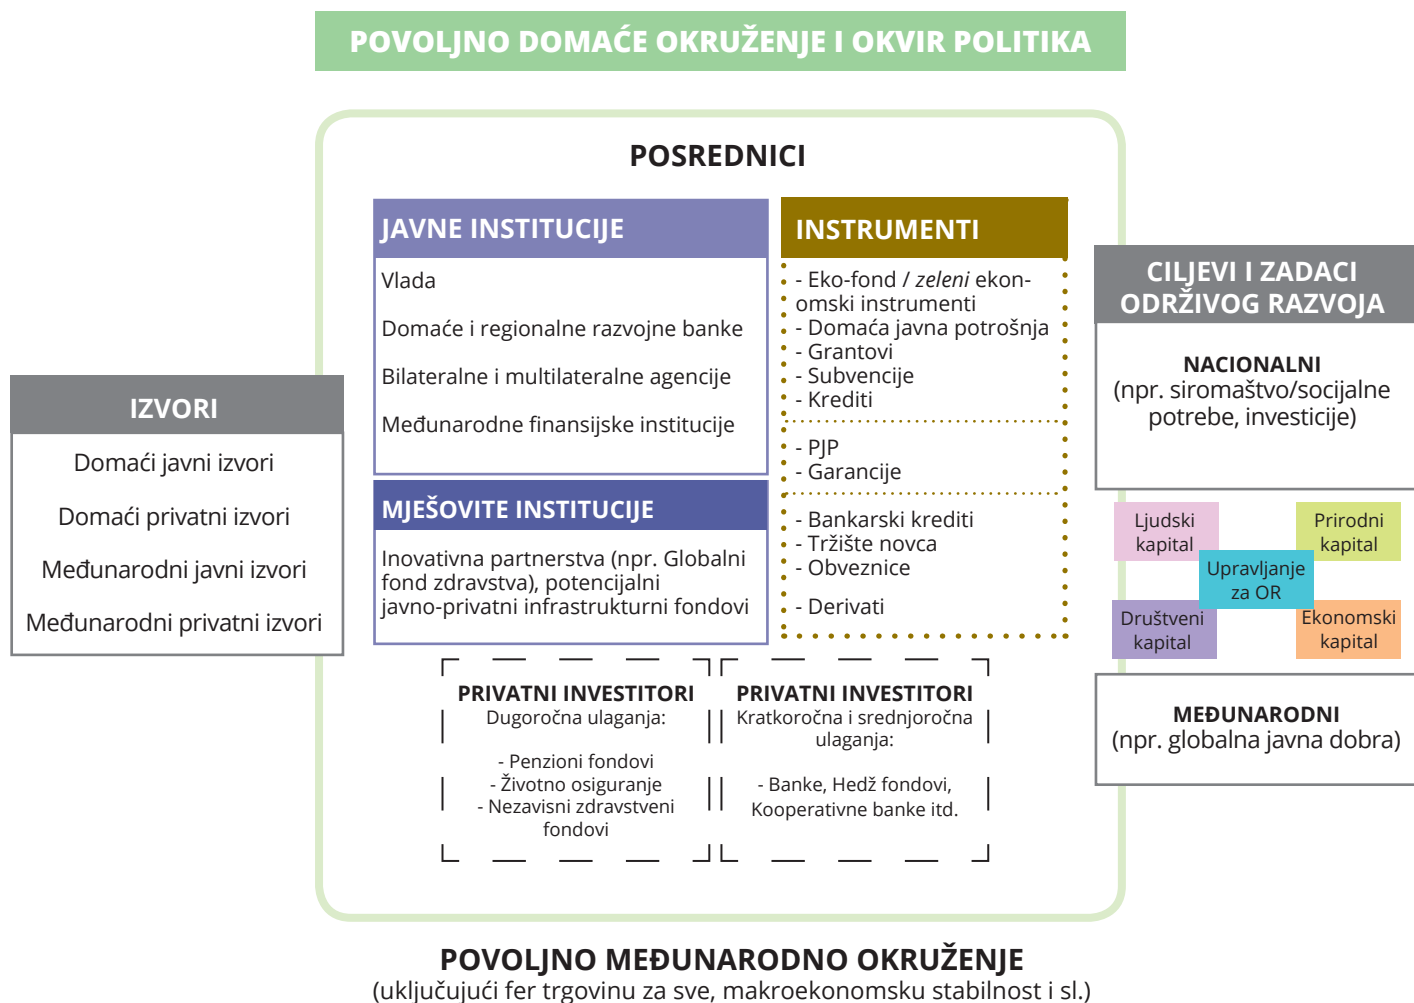 POVOLJNO DOMAĆE OKRUŽENJE I OKVIR POLITIKA
IZVORI
Domaći javni izvori
Domaći privatni izvori
Međunarodni javni izvori
Međunarodni privatni izvori
POSREDNICI
JAVNE INSTITUCIJE
Vlada
Domaće i regionalne razvojne banke
Bilateralne i multilateralne agencije
Međunarodne finansijske institucije
MJEŠOVITE INSTITUCIJE
Inovativna partnerstva (npr. Globalni
fond zdravstva), potencijalni
javno-privatni infrastrukturni fondovi
INSTRUMENTI
- Eko-fond / zeleni ekon-
omski instrumenti
- Domaća javna potrošnja
- Grantovi
- Subvencije
- Krediti
- PJP
- Garancije
- Bankarski krediti
- Tržište novca
- Obveznice
- Derivati
PRIVATNI INVESTITORI
Dugoročna ulaganja:
- Penzioni fondovi
- Životno osiguranje
- Nezavisni zdravstveni
fondovi
PRIVATNI INVESTITORI
Kratkoročna i srednjoročna
ulaganja:
- Banke, Hedž fondovi,
Kooperativne banke itd.
CILJEVI I ZADACI
ODRŽIVOG RAZVOJA
NACIONALNI
(npr. siromaštvo/socijalne
potrebe, investicije)
Ljudski
kapital
Prirodni
kapital
Upravljanje
za OR
Društveni
kapital
Ekonomski
kapital
MEĐUNARODNI
(npr. globalna javna dobra)
POVOLJNO MEĐUNARODNO OKRUŽENJE
(uključujući fer trgovinu za sve, makroekonomsku stabilnost i sl.)